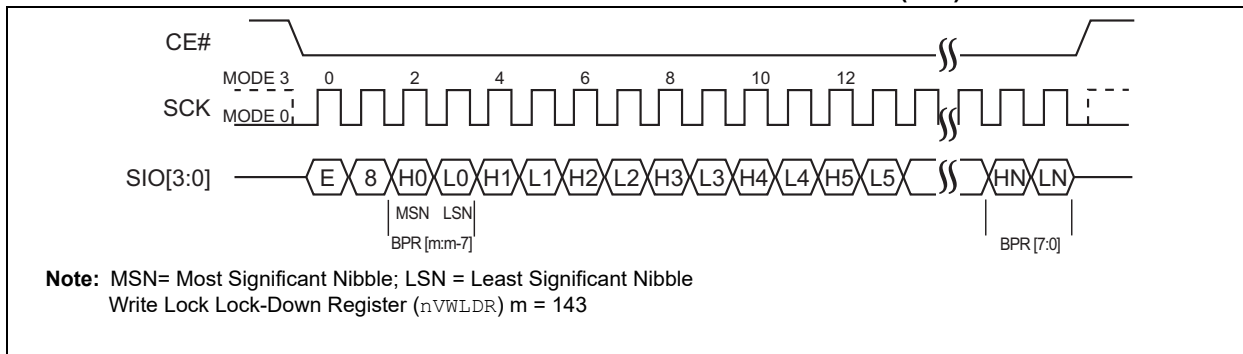 CE#
MODE 3 0 2 4 6 8 10 12
SCK MODE 0
SIO[3:0] E 8 H0 L0 H1 L1 H2 L2 H3 L3 H4 L4 H5 L5 HN LN
MSN LSN
BPR [m:m-7] BPR [7:0]
Note: MSN= Most Significant Nibble; LSN = Least Significant Nibble
Write Lock Lock-Down Register (nVWLDR) m = 143